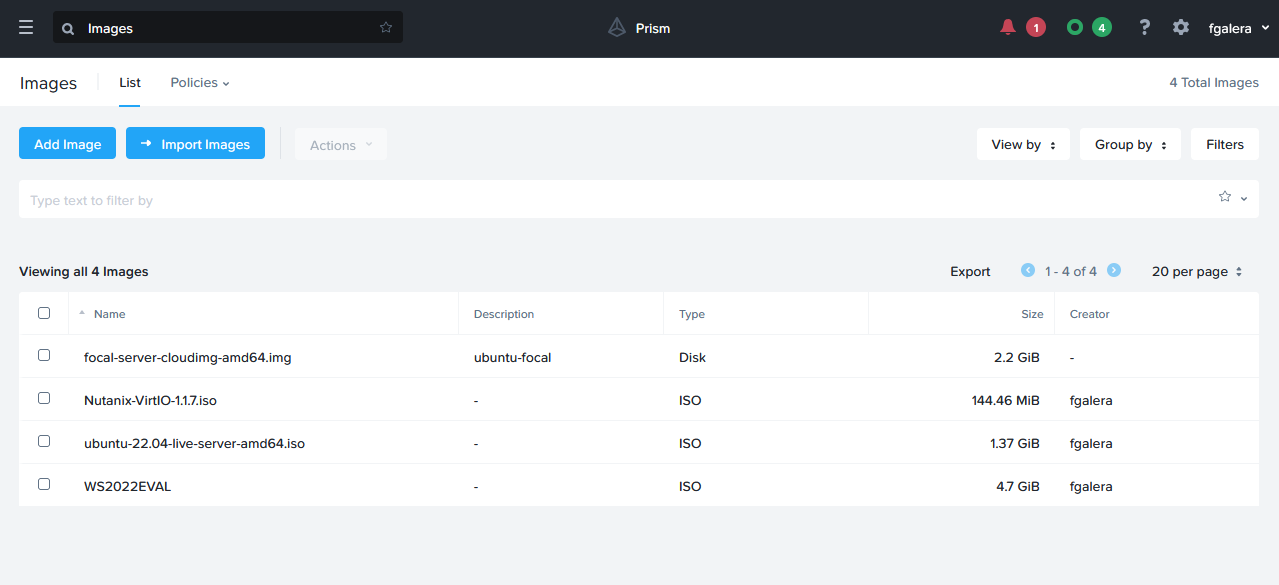 Images
Prism
1
4
?
fgalera
Images
List
Policies
4 Total Images
Add Image
Import Images
Actions
View by
Group by
Filters
Type text to filter by
Viewing all 4 Images
Export
1 - 4 of 4
20 per page
Name Description Type Size Creator
focal-server-cloudimg-amd64.img ubuntu-focal Disk 2.2 GiB -
Nutanix-VirtIO-1.1.7.iso - ISO 144.46 MiB fgalera
ubuntu-22.04-live-server-amd64.iso - ISO 1.37 GiB fgalera
WS2022EVAL - ISO 4.7 GiB fgalera